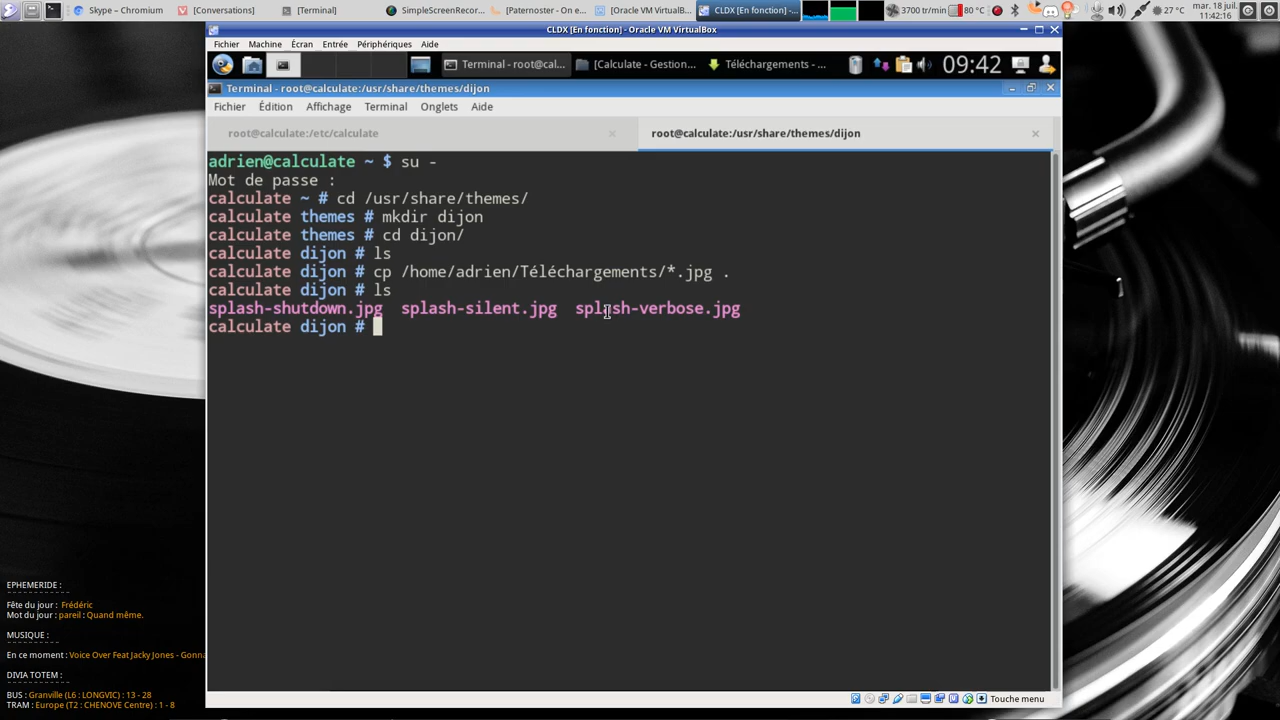 Skype – Chromium
[Conversations]
[Terminal]
SimpleScreenRecor...
[Paternoster - On e...
[Oracle VM VirtualB...
CLDX [En fonction] -...
3700 tr/min
80 °C
27 °C
mar. 18 juil.
11:42:16
CLDX [En fonction] - Oracle VM VirtualBox
Fichier Machine Écran Entrée Périphériques Aide
Terminal - root@cal...
[Calculate - Gestion...
Téléchargements - ...
09:42
Terminal - root@calculate:/usr/share/themes/dijon
Fichier Édition Affichage Terminal Onglets Aide
root@calculate:/etc/calculate
root@calculate:/usr/share/themes/dijon
adrien@calculate ~ $ su -
Mot de passe :
calculate ~ # cd /usr/share/themes/
calculate themes # mkdir dijon
calculate themes # cd dijon/
calculate dijon # ls
calculate dijon # cp /home/adrien/Téléchargements/*.jpg .
calculate dijon # ls
splash-shutdown.jpg splash-silent.jpg splash-verbose.jpg
calculate dijon #
EPHEMERIDE :
Fête du jour : Frédéric
Mot du jour : pareil : Quand même.
MUSIQUE :
En ce moment : Voice Over Feat Jacky Jones - Gonna
DIVIA TOTEM :
BUS : Granville (L6 : LONGVIC) : 13 - 28
TRAM : Europe (T2 : CHENOVE Centre) : 1 - 8
Touche menu